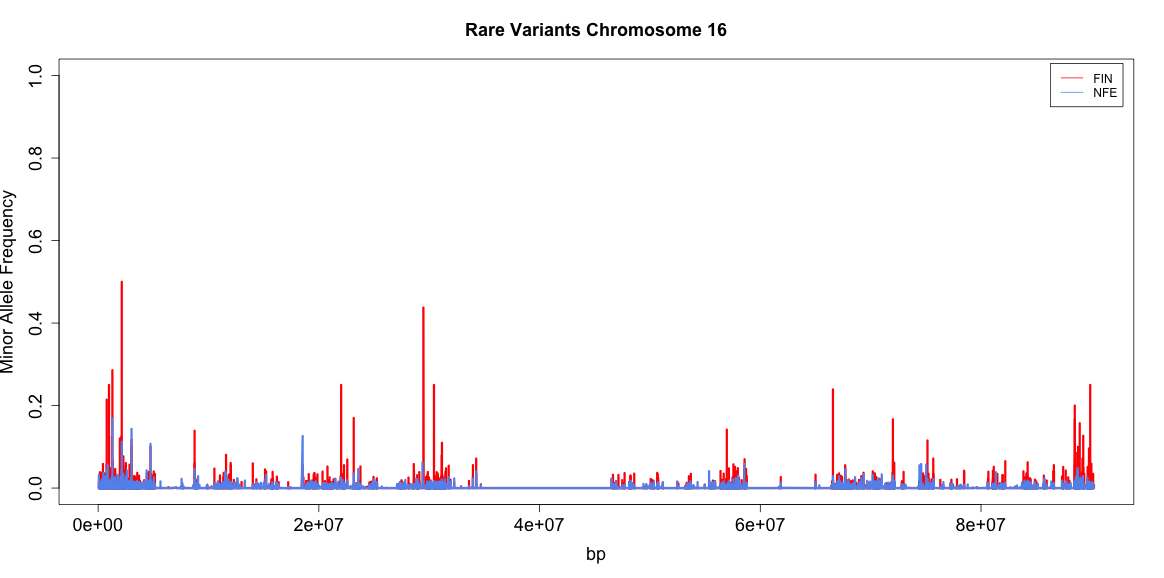 Rare Variants Chromosome 16
FIN
NFE
Minor Allele Frequency
1.0
0.8
0.6
0.4
0.2
0.0
0e+00
2e+07
4e+07
6e+07
8e+07
bp